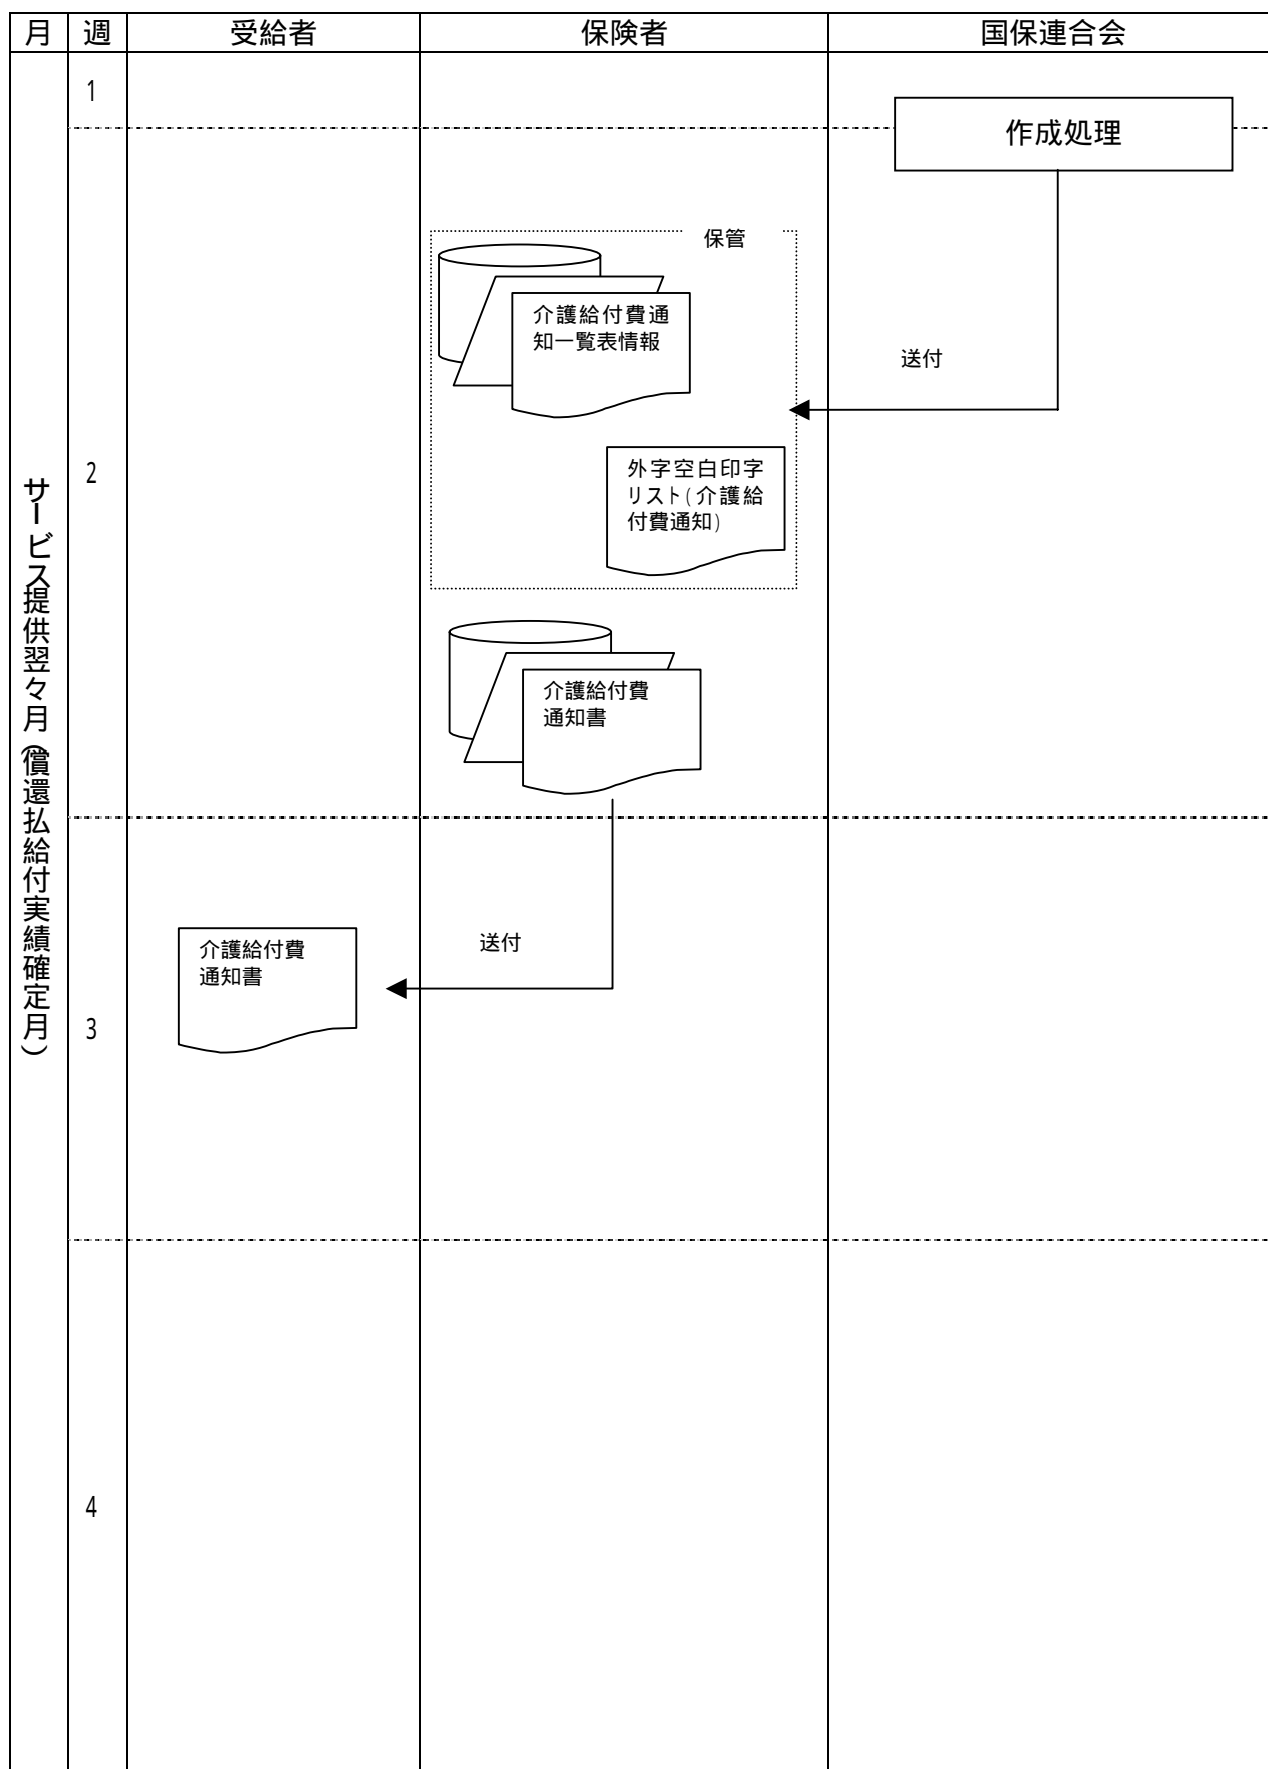 月 週 受給者 保険者 国保連合会
サービス提供翌々月(償還払給付実績確定月)
1
作成処理
2
保管
介護給付費通
知一覧表情報
送付
外字空白印字
リスト(介護給
付費通知)
介護給付費
通知書
3
送付
介護給付費
通知書
4